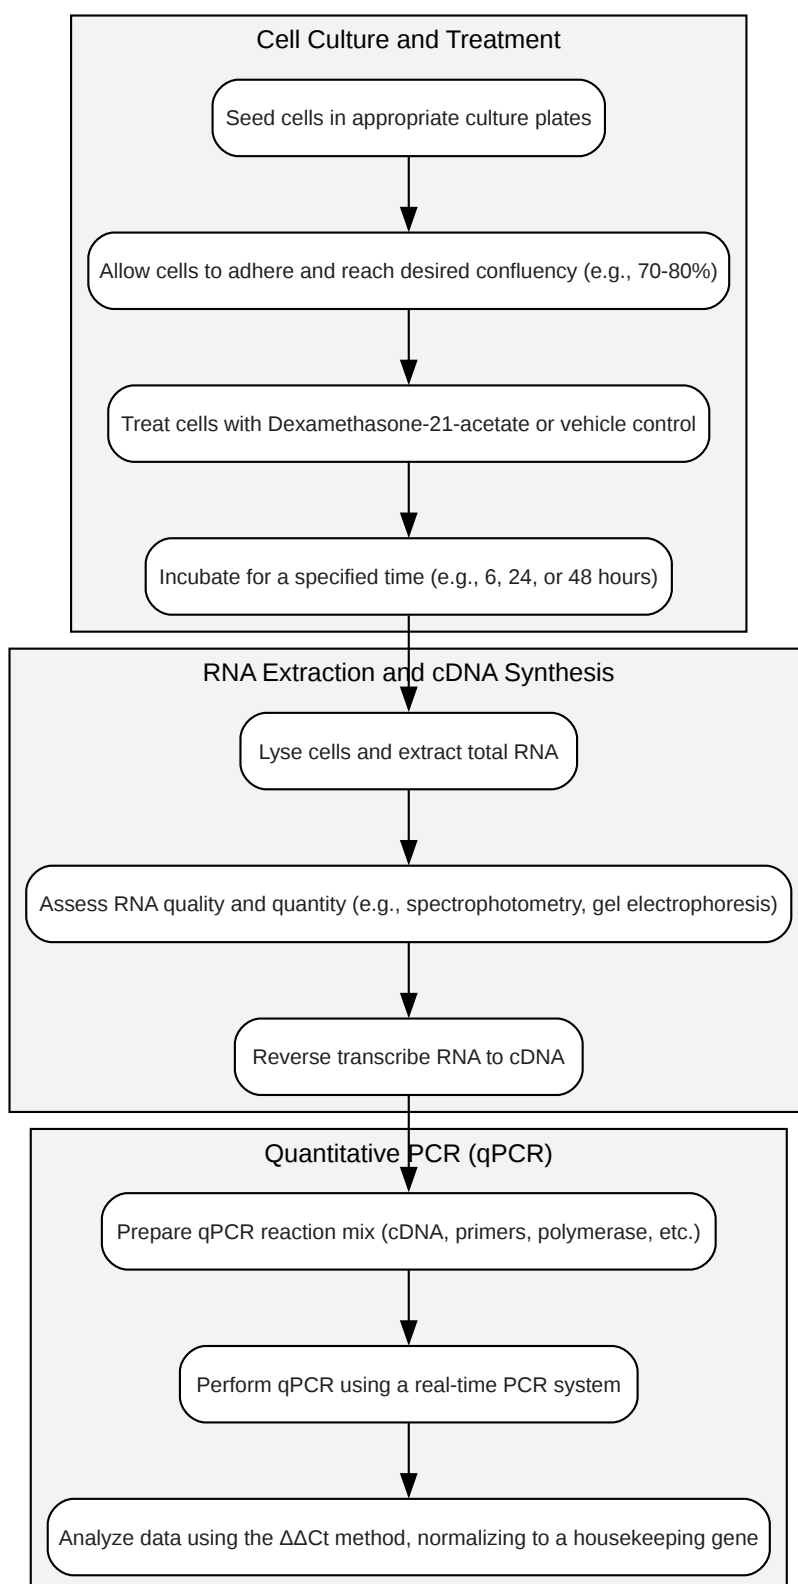 Cell Culture and Treatment
Seed cells in appropriate culture plates
Allow cells to adhere and reach desired confluency (e.g., 70-80%)
Treat cells with Dexamethasone-21-acetate or vehicle control
Incubate for a specified time (e.g., 6, 24, or 48 hours)
RNA Extraction and cDNA Synthesis
Lyse cells and extract total RNA
Assess RNA quality and quantity (e.g., spectrophotometry, gel electrophoresis)
Reverse transcribe RNA to cDNA
Quantitative PCR (qPCR)
Prepare qPCR reaction mix (cDNA, primers, polymerase, etc.)
Perform qPCR using a real-time PCR system
Analyze data using the ΔΔCt method, normalizing to a housekeeping gene